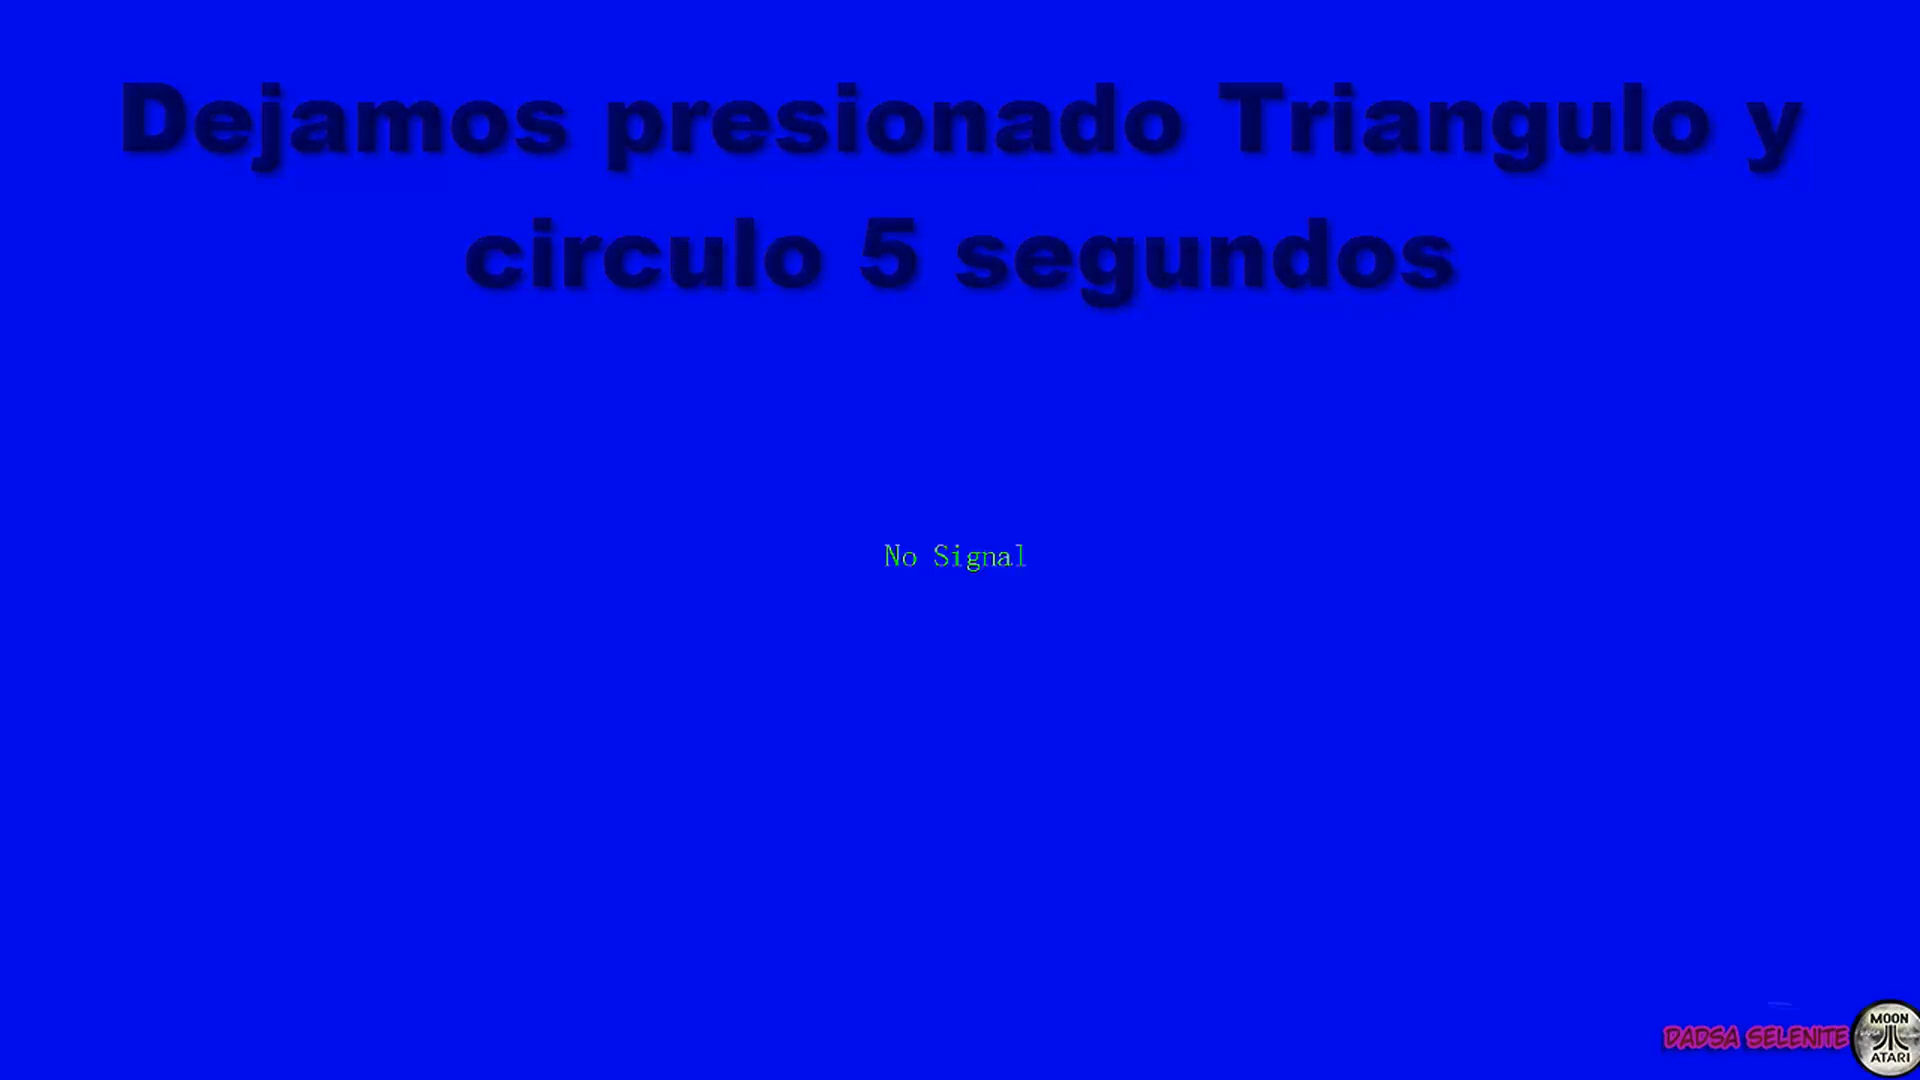 Dejamos presionado Triangulo y
circulo 5 segundos
No Signal
DADSA SELENITE
MOON
ATARI